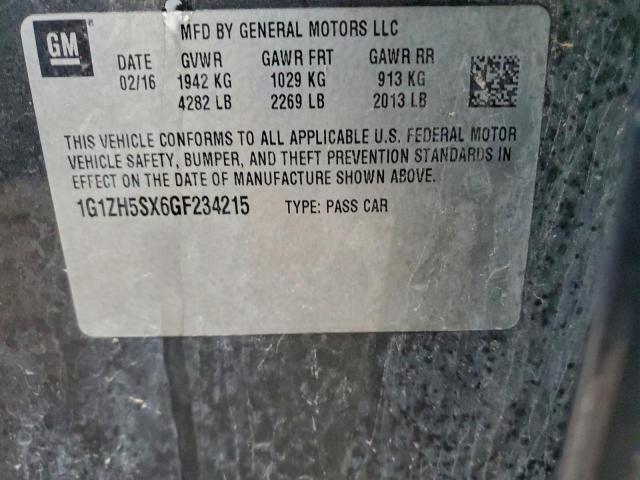 GM
MFD BY GENERAL MOTORS LLC
DATE GVWR GAWR FRT GAWR RR
02/16 1942 KG 1029 KG 913 KG
4282 LB 2269 LB 2013 LB
THIS VEHICLE CONFORMS TO ALL APPLICABLE U.S. FEDERAL MOTOR
VEHICLE SAFETY, BUMPER, AND THEFT PREVENTION STANDARDS IN
EFFECT ON THE DATE OF MANUFACTURE SHOWN ABOVE.
1G1ZH5SX6GF234215 TYPE: PASS CAR